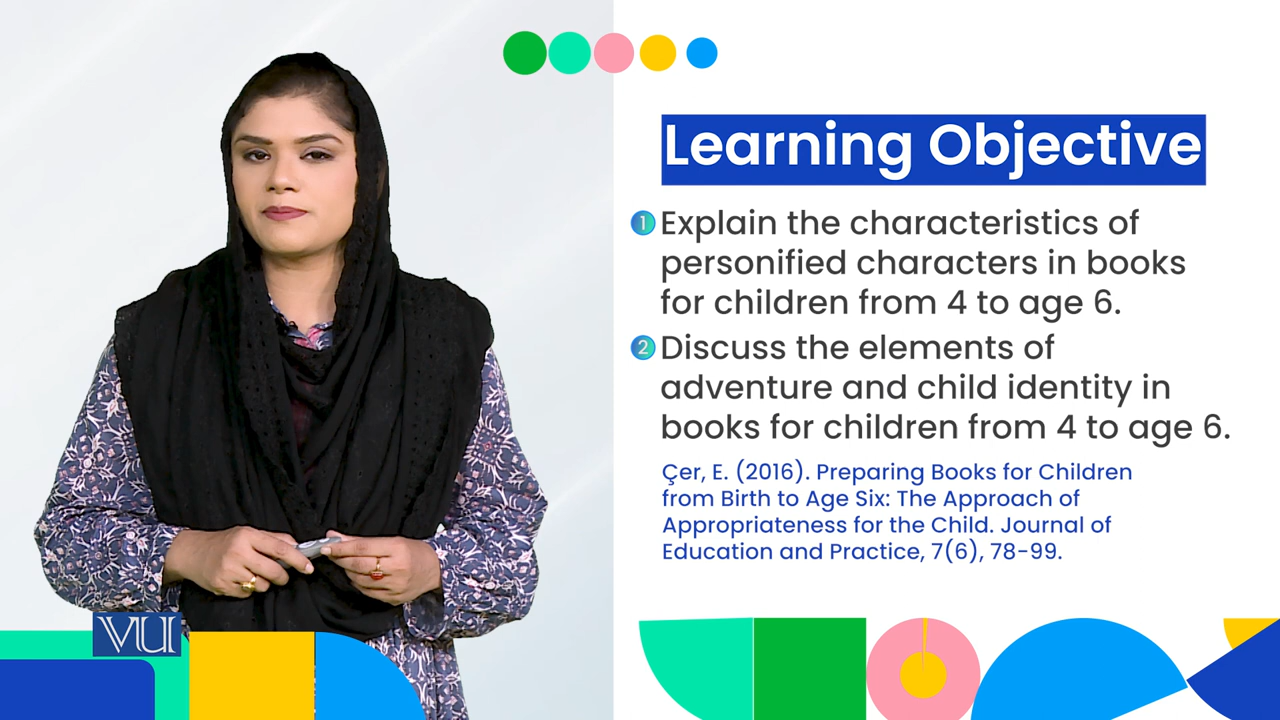 Learning Objective
1 Explain the characteristics of
personified characters in books
for children from 4 to age 6.
2 Discuss the elements of
adventure and child identity in
books for children from 4 to age 6.
Çer, E. (2016). Preparing Books for Children
from Birth to Age Six: The Approach of
Appropriateness for the Child. Journal of
Education and Practice, 7(6), 78-99.
VU